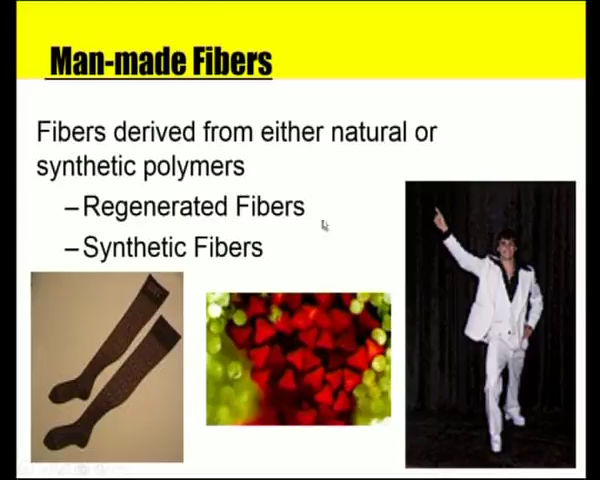 Man-made Fibers
Fibers derived from either natural or
synthetic polymers
–Regenerated Fibers
–Synthetic Fibers